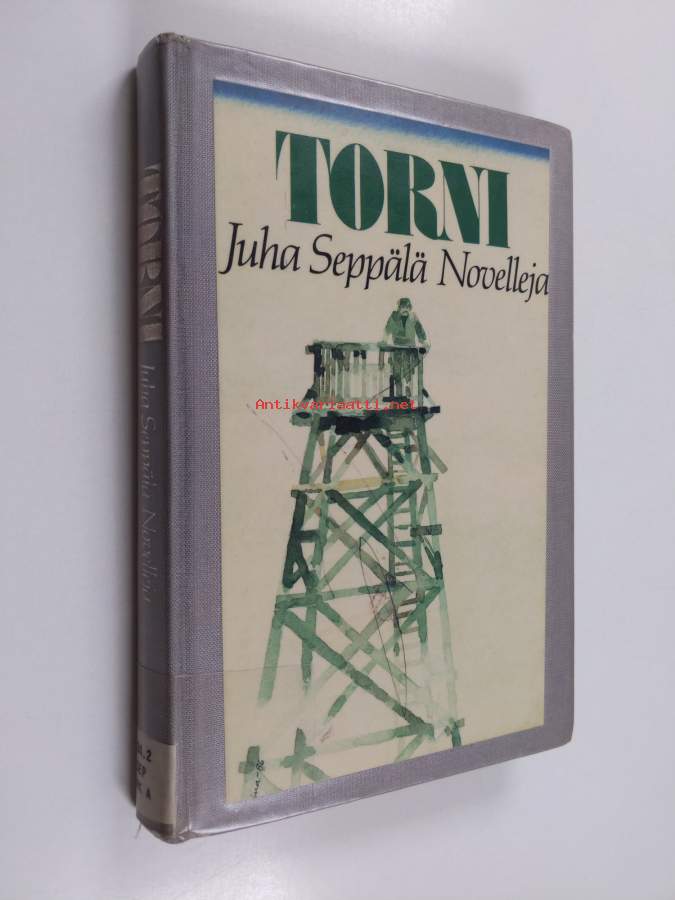 TORNI
Juha Seppälä Novelleja
Antikvariaatti.net
TORNI Juha Seppälä Novelleja